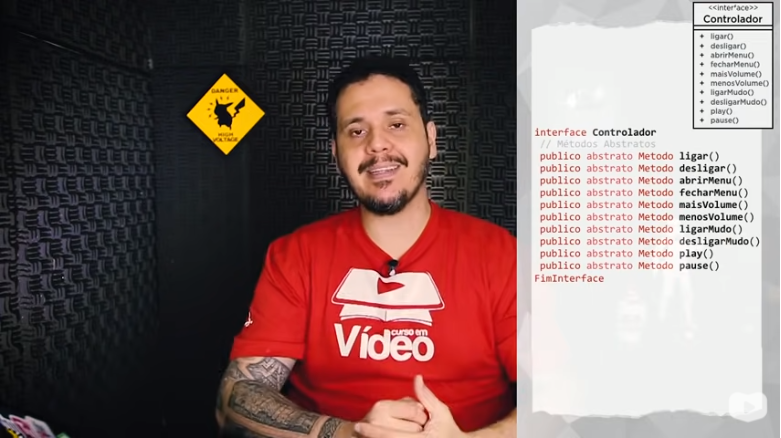 DANGER
HIGH
VOLTAGE
CURSO EM
Vídeo
<<interface>>
Controlador
+ ligar()
+ desligar()
+ abrirMenu()
+ fecharMenu()
+ maisVolume()
+ menosVolume()
+ ligarMudo()
+ desligarMudo()
+ play()
+ pause()
interface Controlador
// Métodos Abstratos
publico abstrato Metodo ligar()
publico abstrato Metodo desligar()
publico abstrato Metodo abrirMenu()
publico abstrato Metodo fecharMenu()
publico abstrato Metodo maisVolume()
publico abstrato Metodo menosVolume()
publico abstrato Metodo ligarMudo()
publico abstrato Metodo desligarMudo()
publico abstrato Metodo play()
publico abstrato Metodo pause()
FimInterface